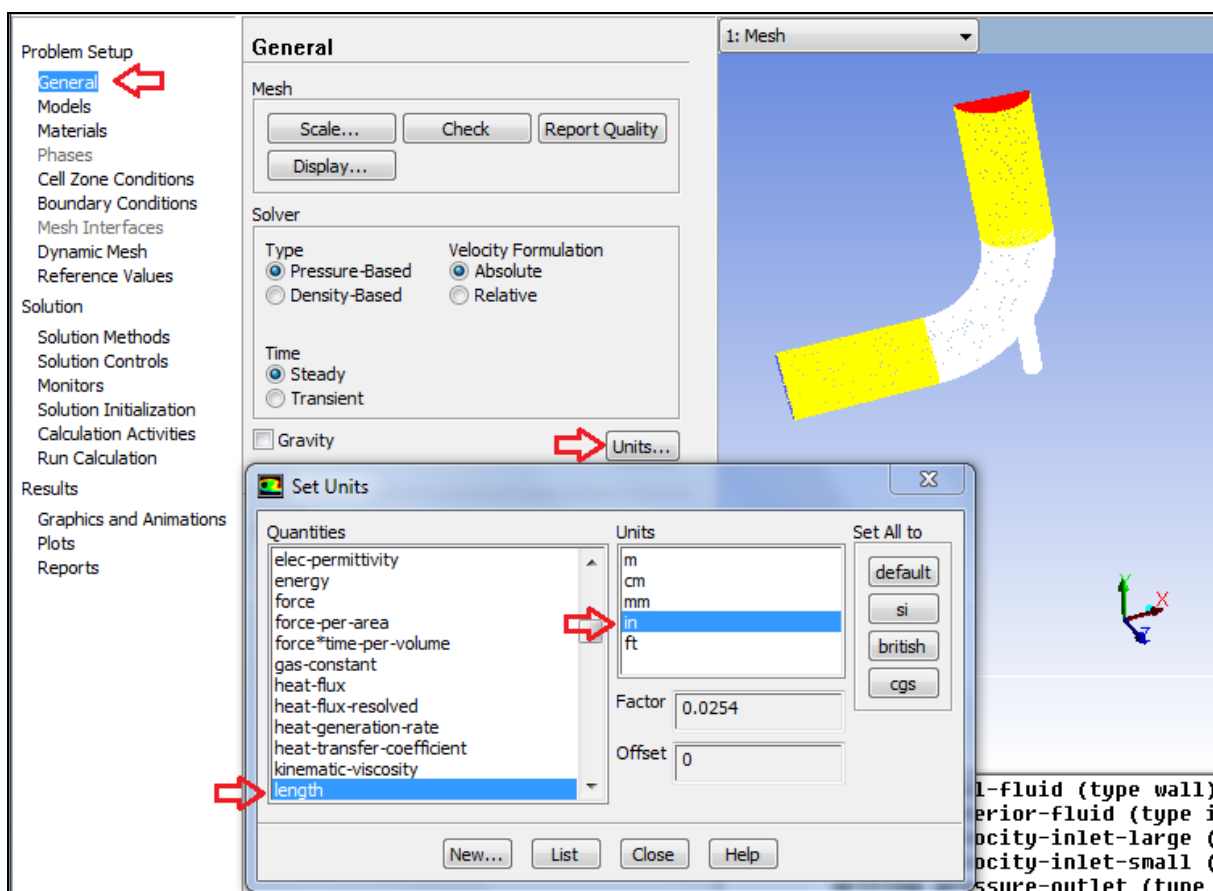 Problem Setup
General
Models
Materials
Phases
Cell Zone Conditions
Boundary Conditions
Mesh Interfaces
Dynamic Mesh
Reference Values
Solution
Solution Methods
Solution Controls
Monitors
Solution Initialization
Calculation Activities
Run Calculation
Results
Graphics and Animations
Plots
Reports
General
Mesh
Scale... Check Report Quality
Display...
Solver
Type Velocity Formulation
Pressure-Based Absolute
Density-Based Relative
Time
Steady
Transient
Gravity Units...
1: Mesh
Y
X
Z
Set Units
Quantities
elec-permittivity
energy
force
force-per-area
force*time-per-volume
gas-constant
heat-flux
heat-flux-resolved
heat-generation-rate
heat-transfer-coefficient
kinematic-viscosity
length
Units
m
cm
mm
in
ft
Factor 0.0254
Offset 0
Set All to
default
si
british
cgs
New... List Close Help
l-fluid (type wall)
erior-fluid (type i
ocity-inlet-large (
ocity-inlet-small (
ssure-outlet (type